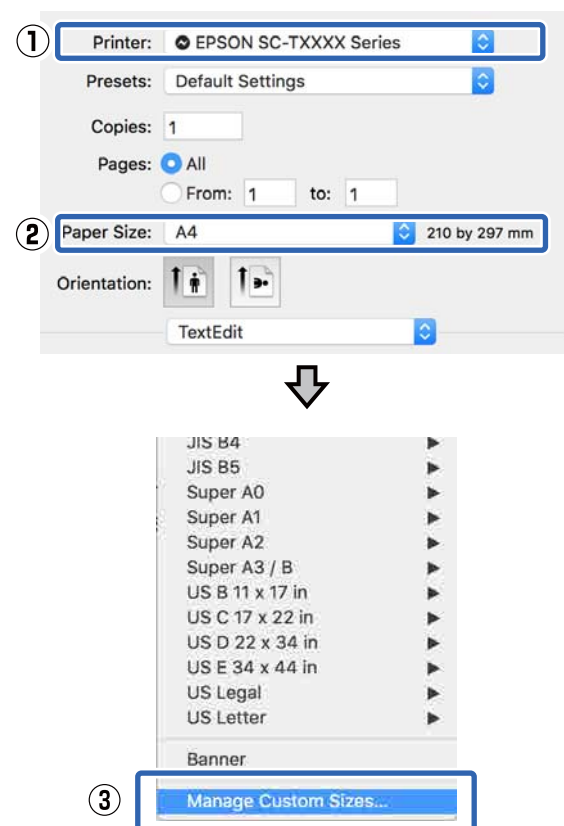 ① Printer: EPSON SC-TXXXX Series
Presets: Default Settings
Copies: 1
Pages: All
From: 1 to: 1
② Paper Size: A4 210 by 297 mm
Orientation:
TextEdit
JIS B4
JIS B5
Super A0
Super A1
Super A2
Super A3 / B
US B 11 x 17 in
US C 17 x 22 in
US D 22 x 34 in
US E 34 x 44 in
US Legal
US Letter
Banner
③ Manage Custom Sizes...